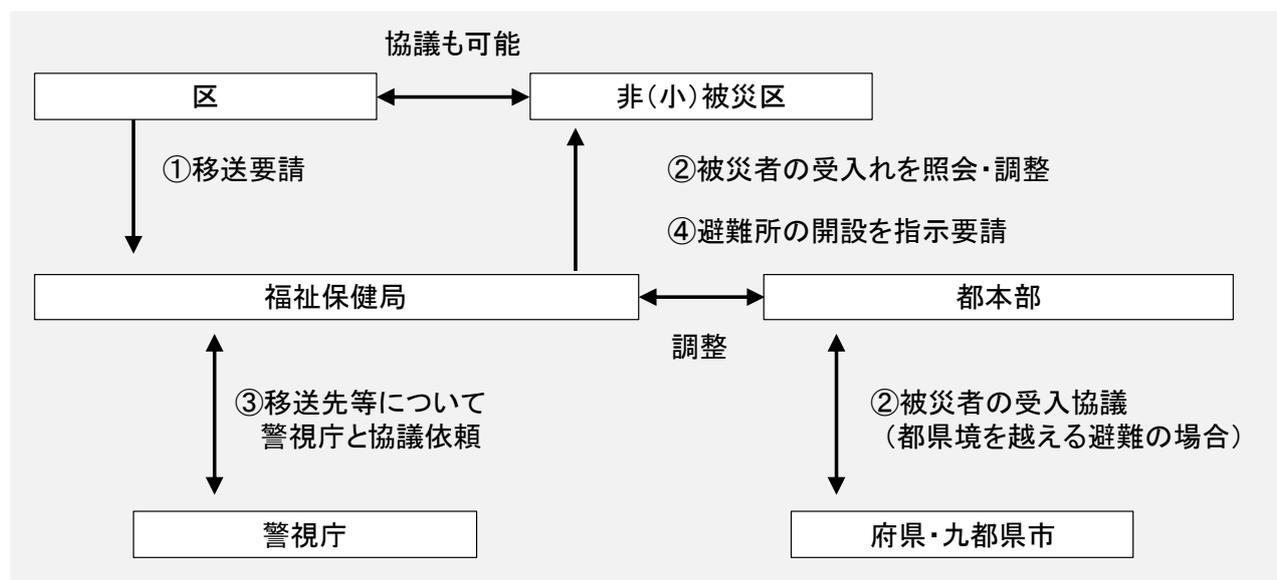 協議も可能
区
非（小）被災区
①移送要請
②被災者の受入れを照会・調整
④避難所の開設を指示要請
福祉保健局
都本部
調整
③移送先等について
警視庁と協議依頼
②被災者の受入協議
（都県境を越える避難の場合）
警視庁
府県・九都県市